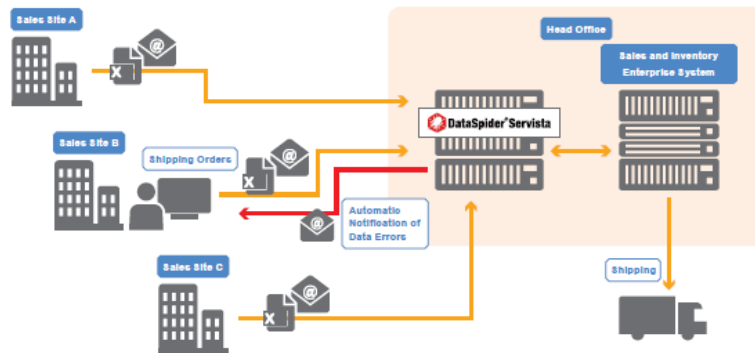 Sales Site A
Head Office
Sales and Inventory
Enterprise System
@
X
DataSpider®Servista
Sales Site B
Shipping Orders
@
X
Automatic
Notification of
Data Errors
@
Sales Site C
Shipping
@
X